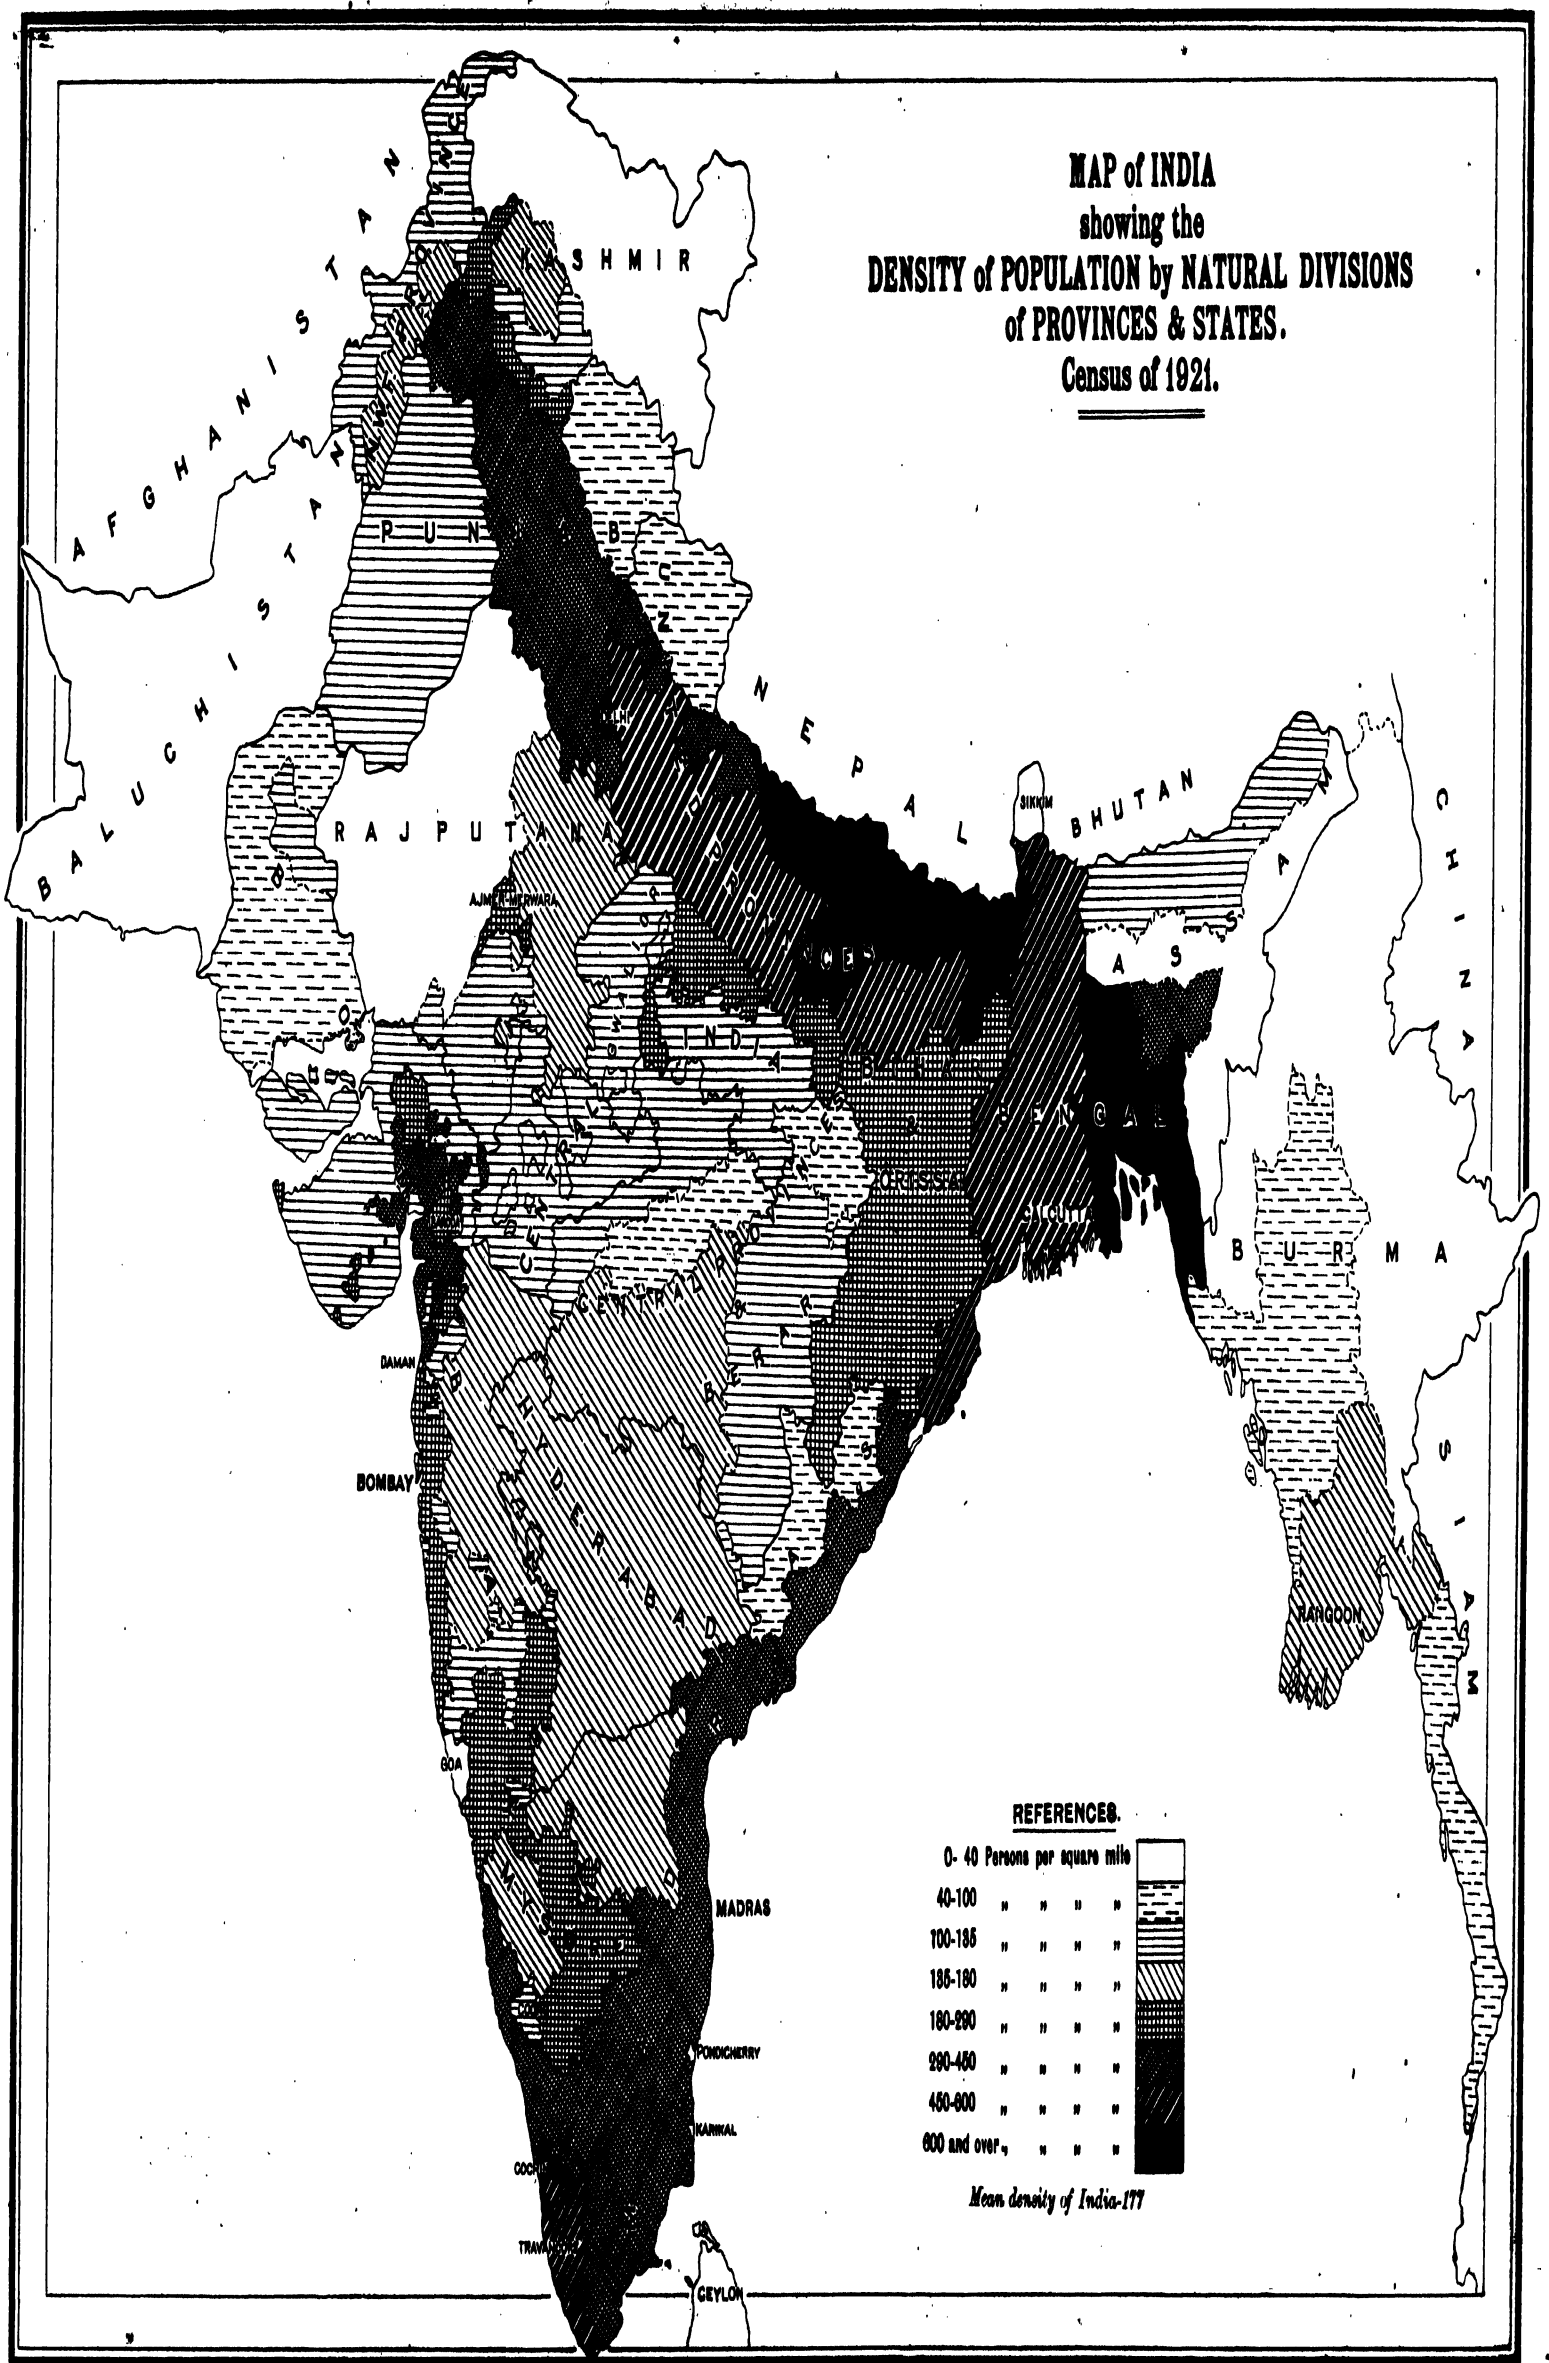 MAP of INDIA
showing the
DENSITY of POPULATION by NATURAL DIVISIONS
of PROVINCES & STATES.
Census of 1921.
AFGHANISTAN
BALUCHISTAN
N.W.F. PROVINCE
KASHMIR
PUNJAB
DELHI
NEPAL
SIKKIM
BHUTAN
CHINA
RAJPUTANA
AJMER-MERWARA
UNITED PROVINCES
GWALIOR
CENTRAL INDIA
ASSAM
BIHAR
&
ORISSA
BENGAL
CALCUTTA
BURMA
CENTRAL PROVINCES
& BERAR
DAMAN
BOMBAY
HYDERABAD
SIAM
RANGOON
GOA
MYSORE
MADRAS
PONDICHERRY
KARIKAL
COCHIN
TRAVANCORE
CEYLON
REFERENCES.
0- 40 Persons per square mile
40-100 " " " "
100-135 " " " "
135-180 " " " "
180-290 " " " "
290-450 " " " "
450-600 " " " "
600 and over " " " "
Mean density of India-177